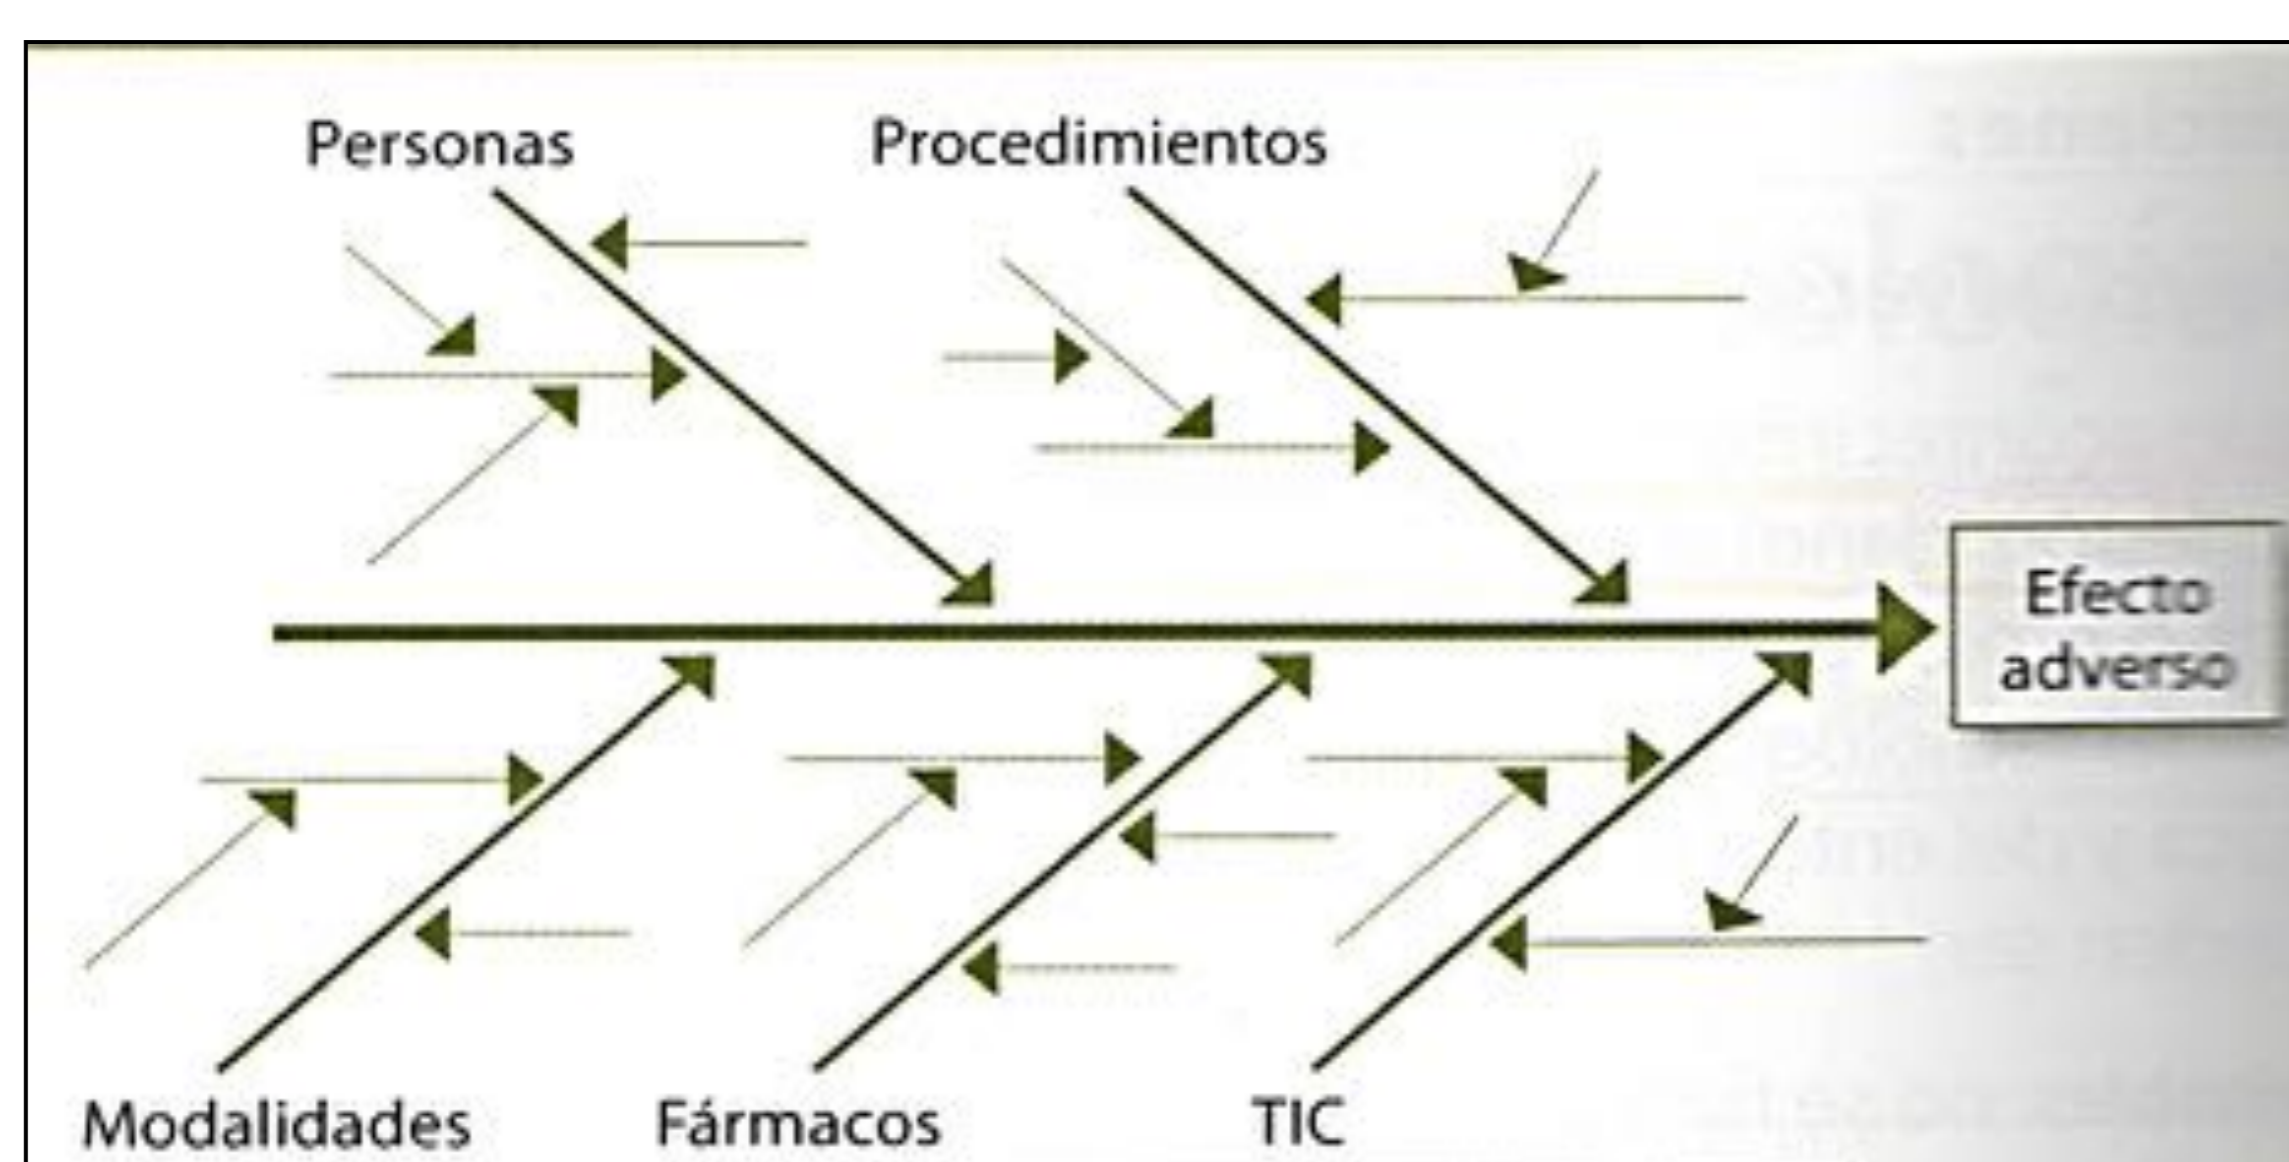 Personas
Procedimientos
Efecto
adverso
Modalidades
Fármacos
TIC